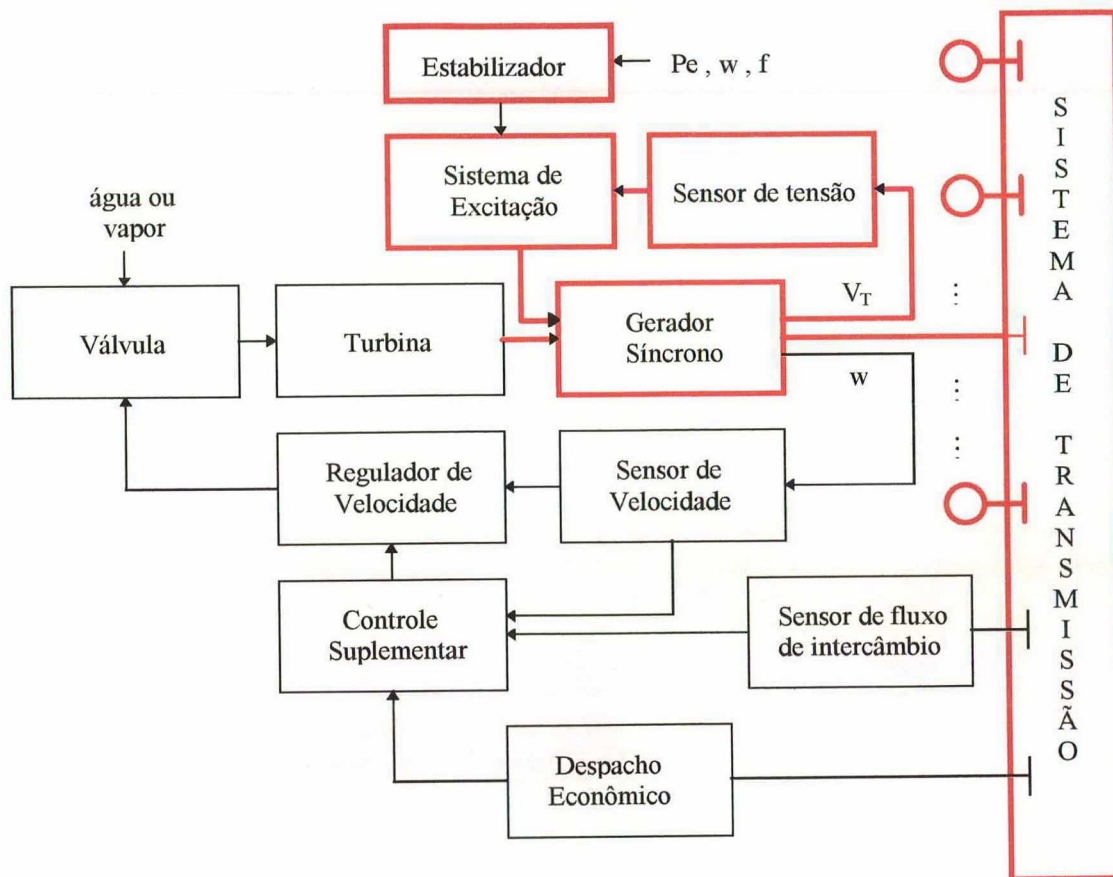 Estabilizador
Pe , w , f
Sistema de
Excitação
Sensor de tensão
água ou
vapor
Válvula
Turbina
Gerador
Síncrono
V_T
w
...
...
...
Regulador de
Velocidade
Sensor de
Velocidade
Controle
Suplementar
Sensor de fluxo
de intercâmbio
Despacho
Econômico
SISTEMA DE TRANSMISSÃO